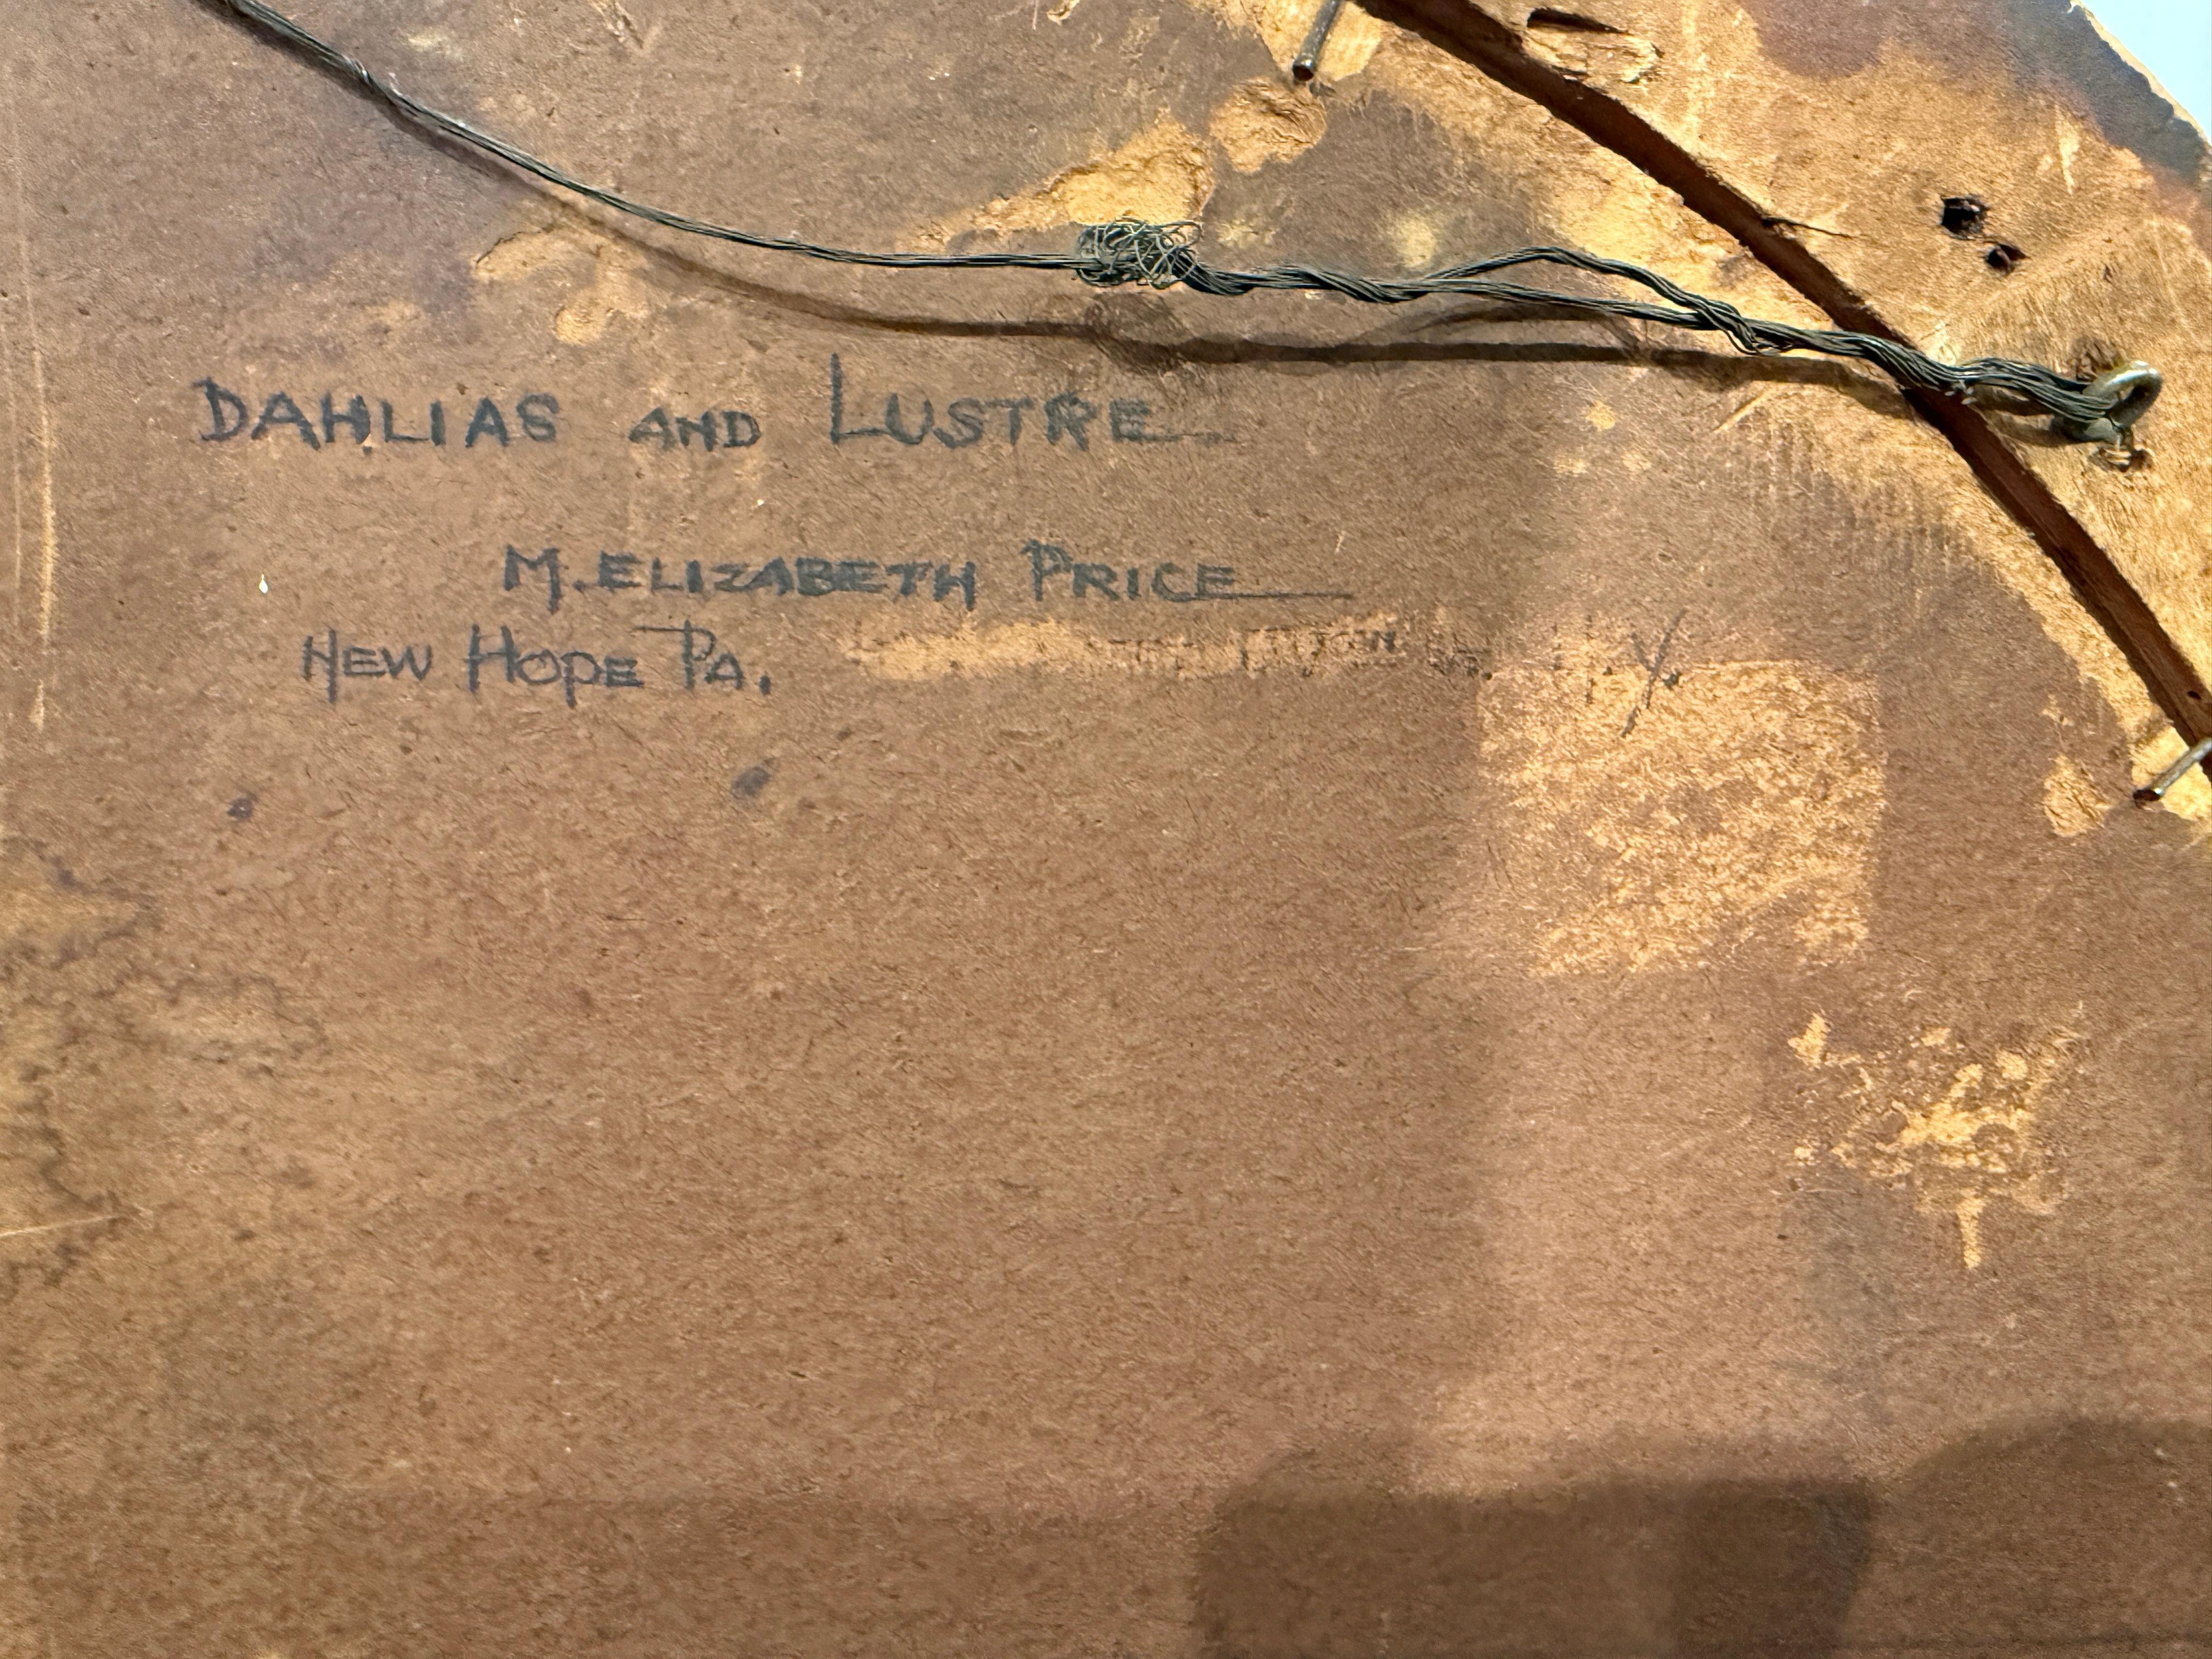 DAHLIAS AND LUSTRE
M. ELIZABETH PRICE
NEW HOPE PA.